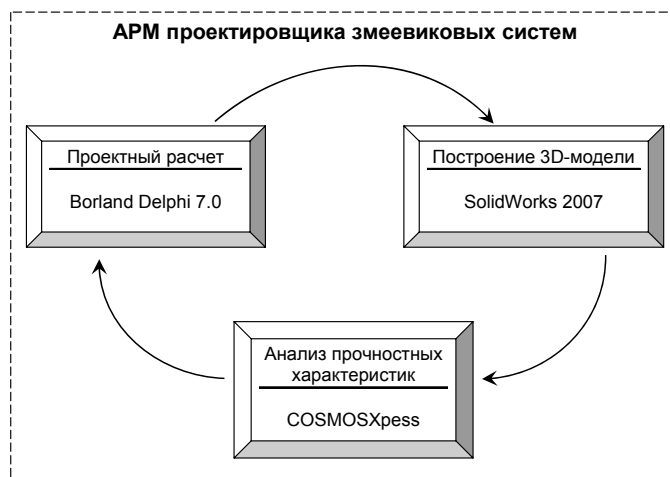 АРМ проектировщика змеевиковых систем
Проектный расчет
Borland Delphi 7.0
Построение 3D-модели
SolidWorks 2007
Анализ прочностных
характеристик
COSMOSXpess